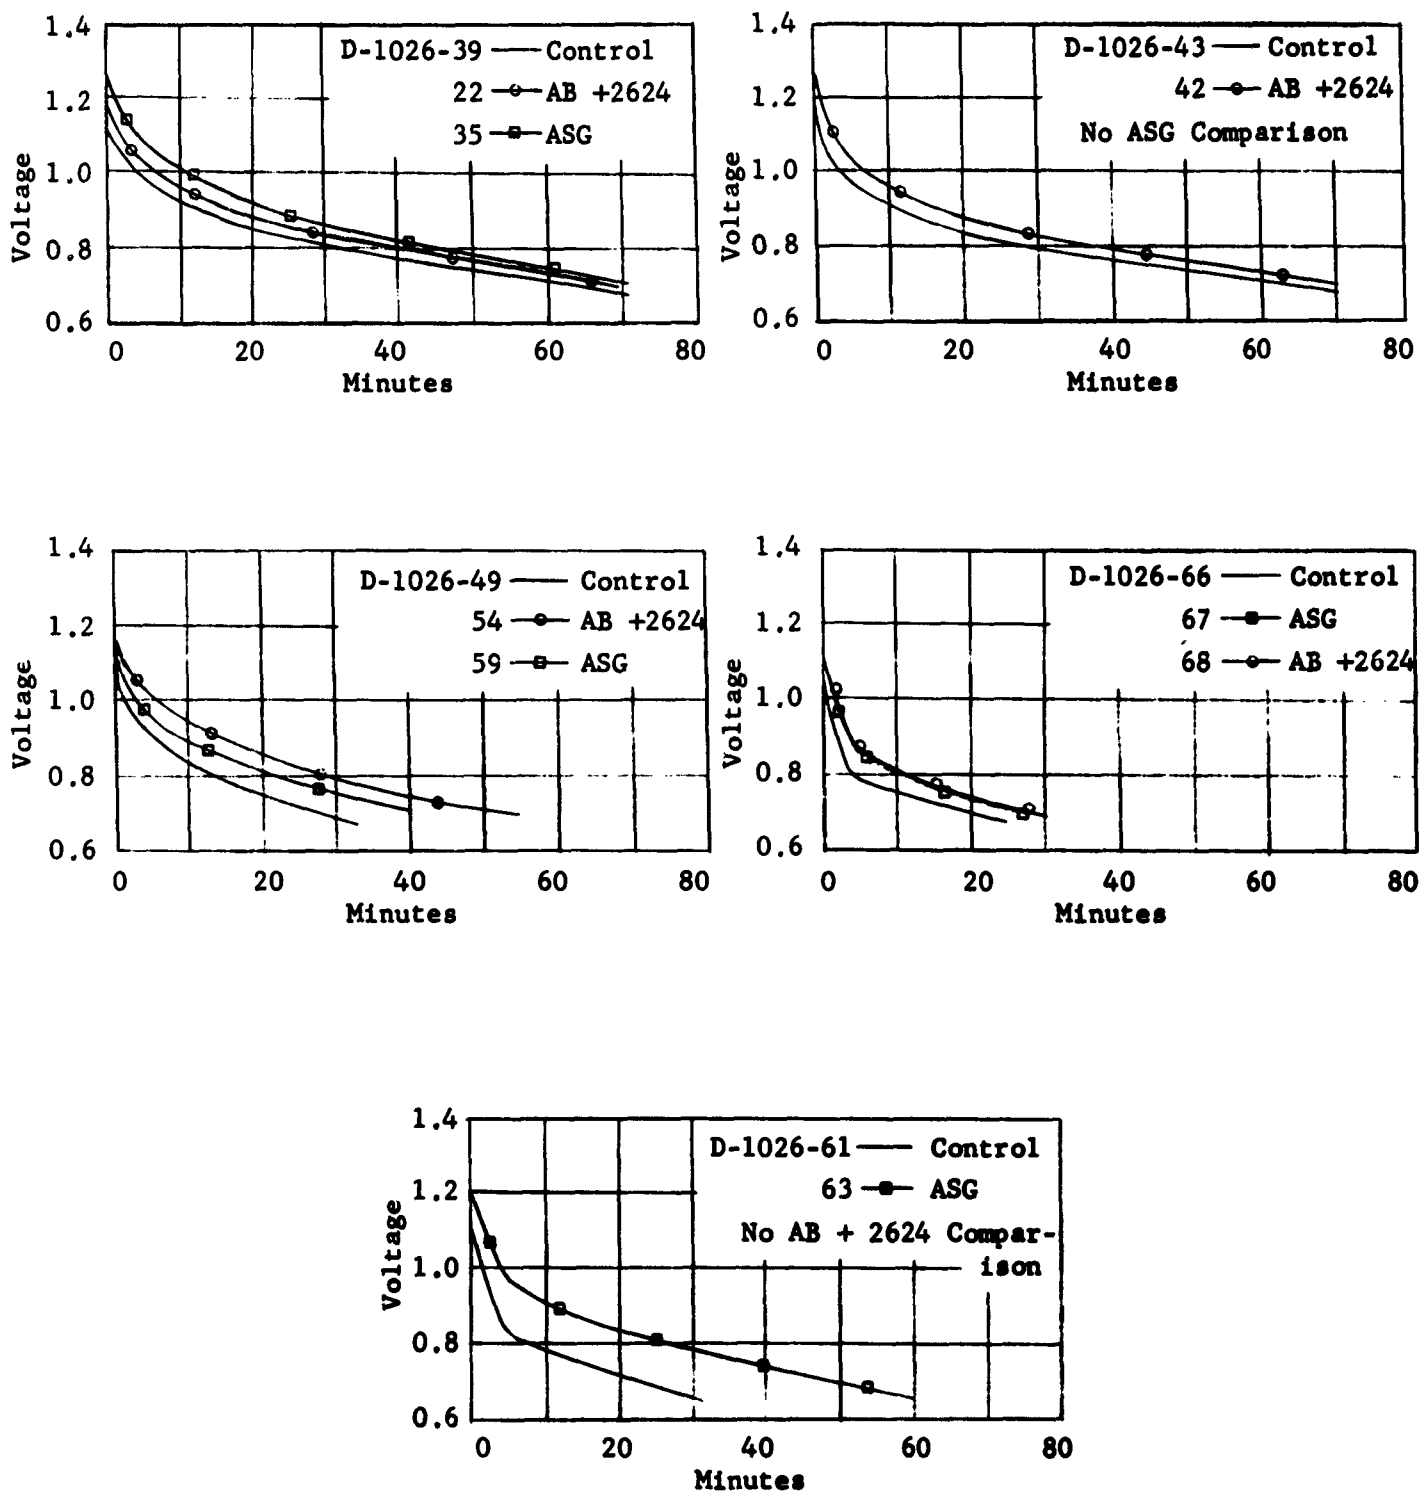 1.4
D-1026-39 Control
1.2
22 AB +2624
35 ASG
1.0
Voltage
0.8
0.6
0 20 40 60 80
Minutes
1.4
D-1026-43 Control
1.2
42 AB +2624
No ASG Comparison
1.0
Voltage
0.8
0.6
0 20 40 60 80
Minutes
1.4
D-1026-49 Control
1.2
54 AB +2624
59 ASG
1.0
Voltage
0.8
0.6
0 20 40 60 80
Minutes
1.4
D-1026-66 Control
1.2
67 ASG
68 AB +2624
1.0
Voltage
0.8
0.6
0 20 40 60 80
Minutes
1.4
D-1026-61 Control
1.2
63 ASG
No AB + 2624 Compar-
ison
1.0
Voltage
0.8
0.6
0 20 40 60 80
Minutes